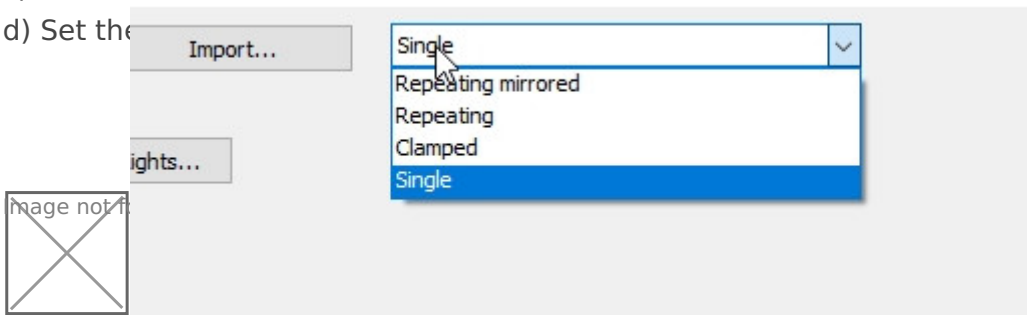 d) Set the
Import...
Single
Repeating mirrored
Repeating
Clamped
Single
ights...
mage not f